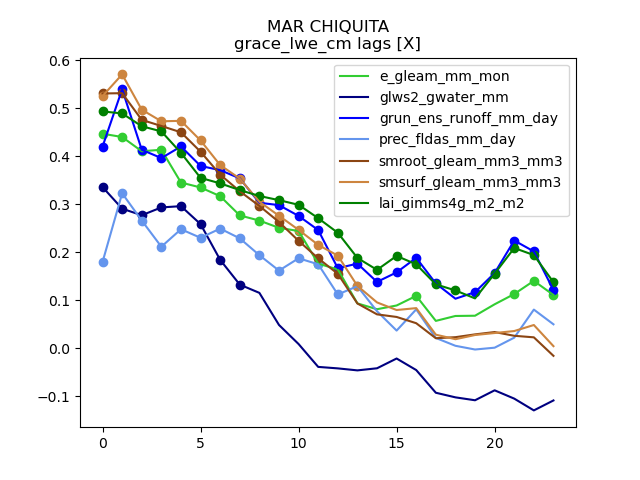 MAR CHIQUITA
grace_lwe_cm lags [X]
e_gleam_mm_mon
glws2_gwater_mm
grun_ens_runoff_mm_day
prec_fldas_mm_day
smroot_gleam_mm3_mm3
smsurf_gleam_mm3_mm3
lai_gimms4g_m2_m2
0.6
0.5
0.4
0.3
0.2
0.1
0.0
−0.1
0 5 10 15 20